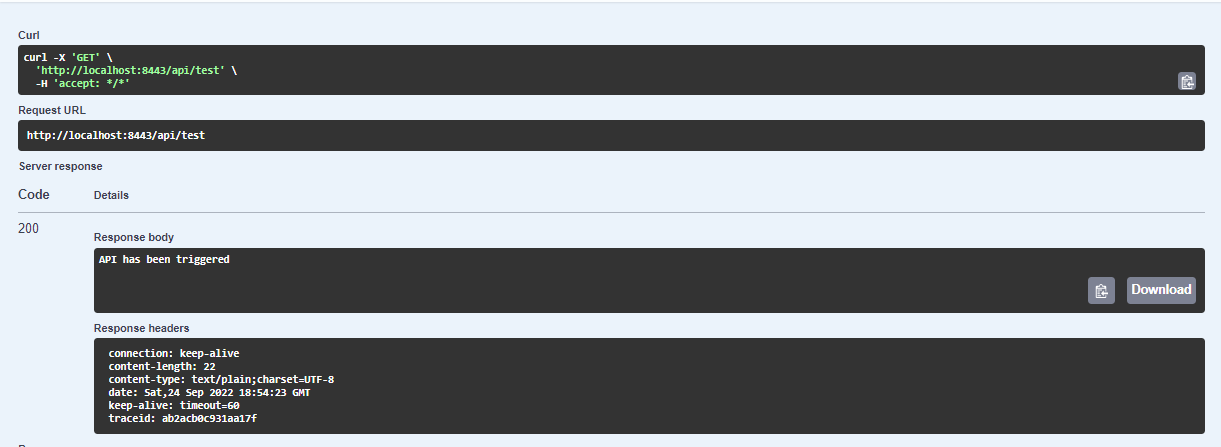 Curl
curl -X 'GET' \
'http://localhost:8443/api/test' \
-H 'accept: */*'
Request URL
http://localhost:8443/api/test
Server response
Code Details
200
Response body
API has been triggered
Download
Response headers
connection: keep-alive
content-length: 22
content-type: text/plain;charset=UTF-8
date: Sat,24 Sep 2022 18:54:23 GMT
keep-alive: timeout=60
traceid: ab2acb0c931aa17f